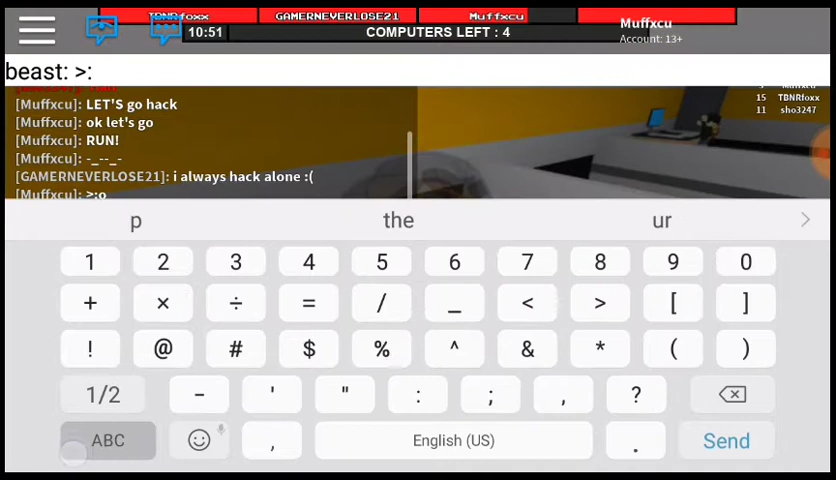 TBNRfoxx GAMERNEVERLOSE21 Muffxcu
Muffxcu
10:51 COMPUTERS LEFT : 4
Account: 13+
beast: >:
Muffxcu
[Muffxcu]: LET'S go hack
15 TBNRfoxx
[Muffxcu]: ok let's go
11 sho3247
[Muffxcu]: RUN!
[Muffxcu]: -_--_-
[GAMERNEVERLOSE21]: i always hack alone :(
[Muffxcu]: >:o
p the ur >
1 2 3 4 5 6 7 8 9 0
+ × ÷ = / _ < > [ ]
! @ # $ % ^ & * ( )
1/2 - ' " : ; , ?
ABC , English (US) . Send